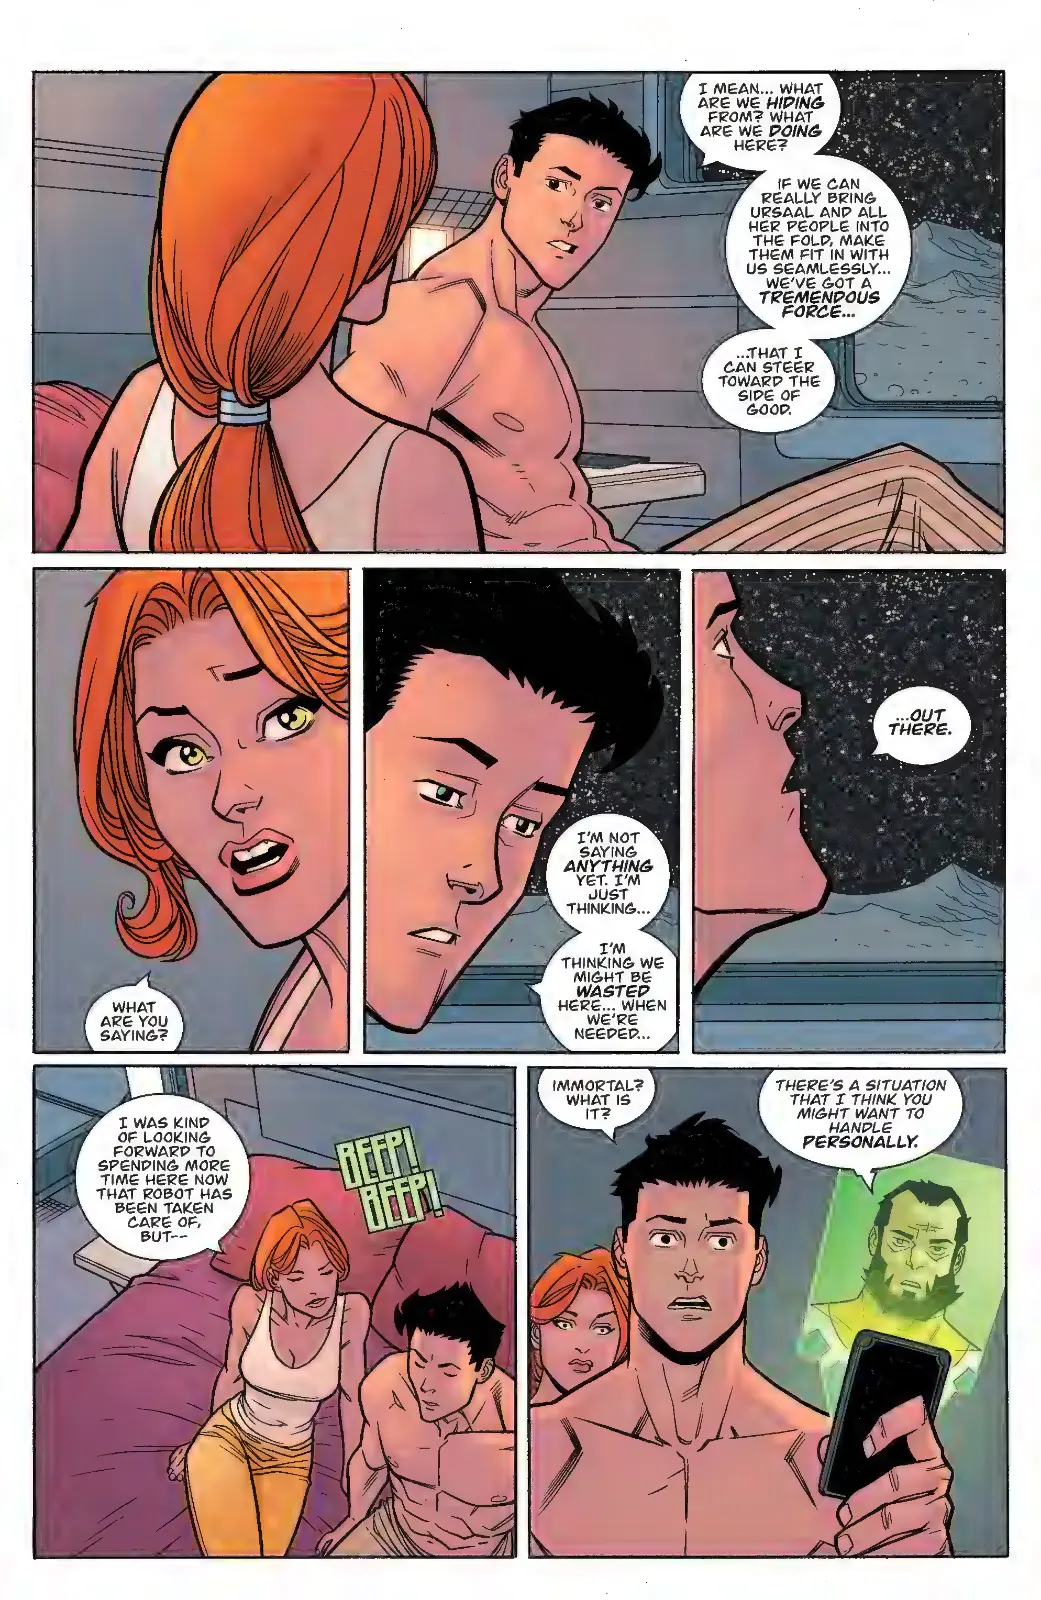 I MEAN... WHAT
ARE WE HIDING
FROM? WHAT
ARE WE DOING
HERE?
IF WE CAN
REALLY BRING
URSAAL AND ALL
HER PEOPLE INTO
THE FOLD, MAKE
THEM FIT IN WITH
US SEAMLESSLY...
WE'VE GOT A
TREMENDOUS
FORCE...
...THAT I
CAN STEER
TOWARD THE
SIDE OF
GOOD.
WHAT
ARE YOU
SAYING?
I'M NOT
SAYING
ANYTHING
YET. I'M
JUST
THINKING...
I'M
THINKING WE
MIGHT BE
WASTED
HERE... WHEN
WE'RE
NEEDED...
...OUT
THERE.
I WAS KIND
OF LOOKING
FORWARD TO
SPENDING MORE
TIME HERE NOW
THAT ROBOT HAS
BEEN TAKEN
CARE OF,
BUT--
BEEP!
BEEP!
IMMORTAL?
WHAT IS
IT?
THERE'S A SITUATION
THAT I THINK YOU
MIGHT WANT TO
HANDLE
PERSONALLY.